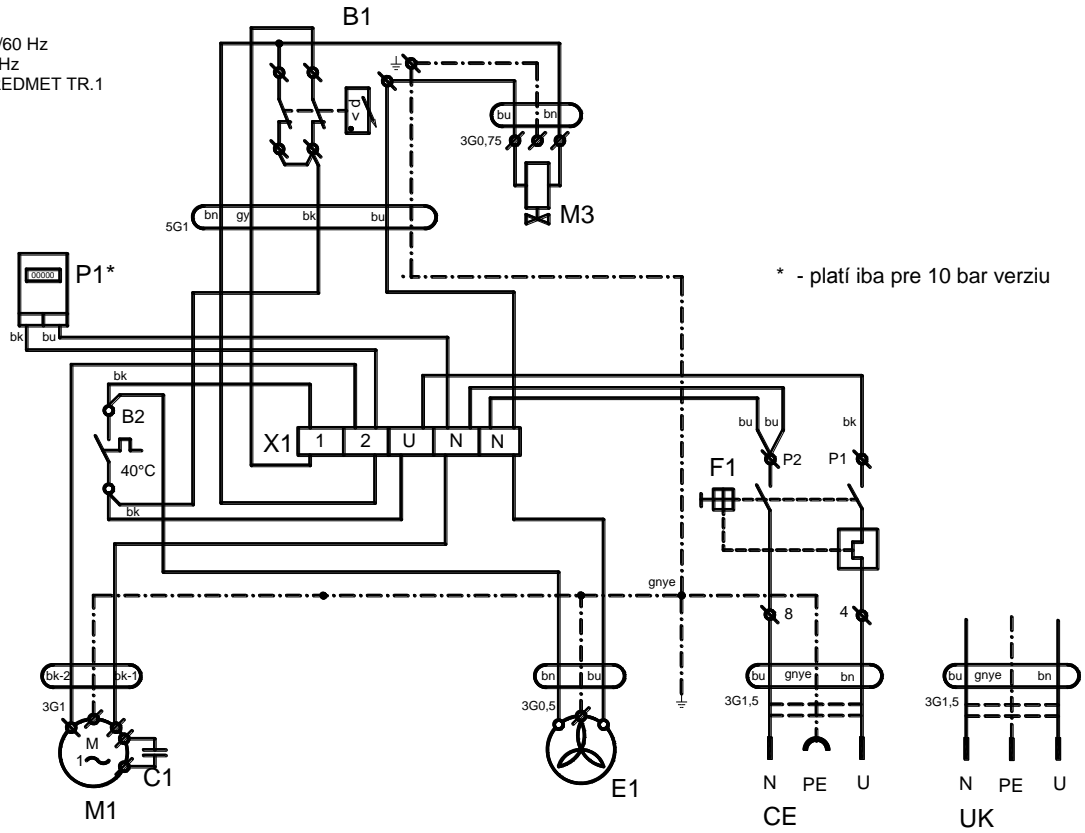 B1
/60 Hz
Hz
EDMET TR.1
p
<
bu
bn
3G0,75
M3
bn
gy
bk
bu
5G1
00000
P1*
* - platí iba pre 10 bar verziu
bk
bu
bk
B2
40°C
bk
X1
1
2
U
N
N
bu
bu
bk
P2
P1
F1
gnye
8
4
bk-2
bk-1
3G1
M
1
C1
M1
bn
bu
3G0,5
E1
bu
gnye
bn
3G1,5
N
PE
U
CE
bu
gnye
bn
3G1,5
N
PE
U
UK